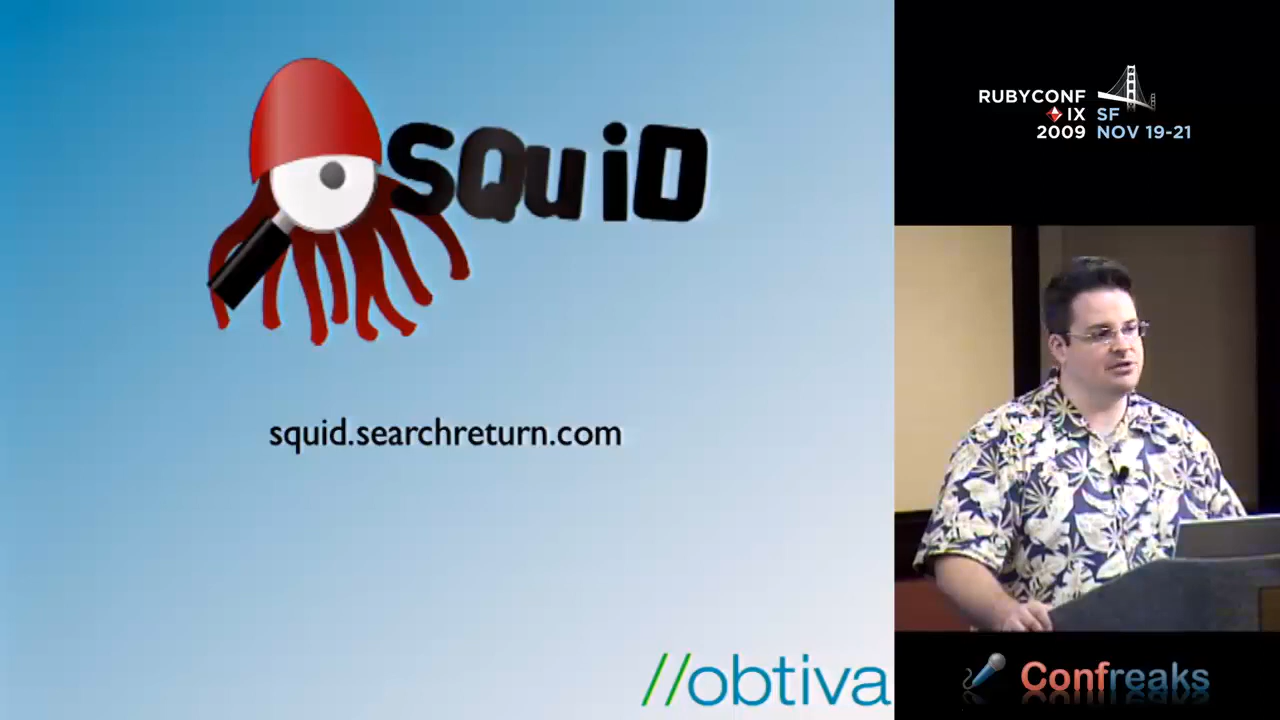 SQuiD
squid.searchreturn.com
//obtiva
RUBYCONF
IX SF
2009 NOV 19-21
Confreaks